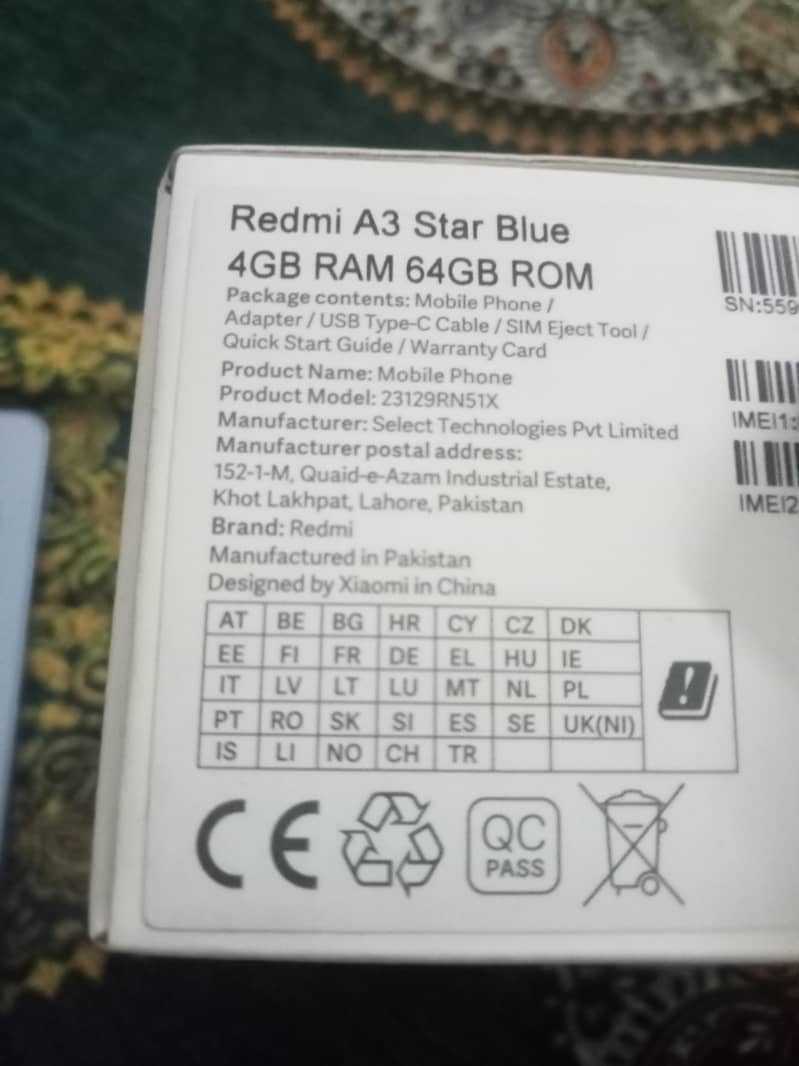 Redmi A3 Star Blue
4GB RAM 64GB ROM
Package contents: Mobile Phone /
Adapter / USB Type-C Cable / SIM Eject Tool /
Quick Start Guide / Warranty Card
Product Name: Mobile Phone
Product Model: 23129RN51X
Manufacturer: Select Technologies Pvt Limited
Manufacturer postal address:
152-1-M, Quaid-e-Azam Industrial Estate,
Khot Lakhpat, Lahore, Pakistan
Brand: Redmi
Manufactured in Pakistan
Designed by Xiaomi in China
AT BE BG HR CY CZ DK
EE FI FR DE EL HU IE
IT LV LT LU MT NL PL
PT RO SK SI ES SE UK(NI)
IS LI NO CH TR
CE
QC
PASS
SN:559
IMEI1:
IMEI2